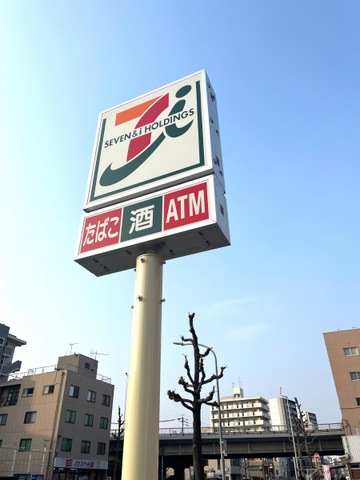 SEVEN & i HOLDINGS
たばこ
酒
ATM